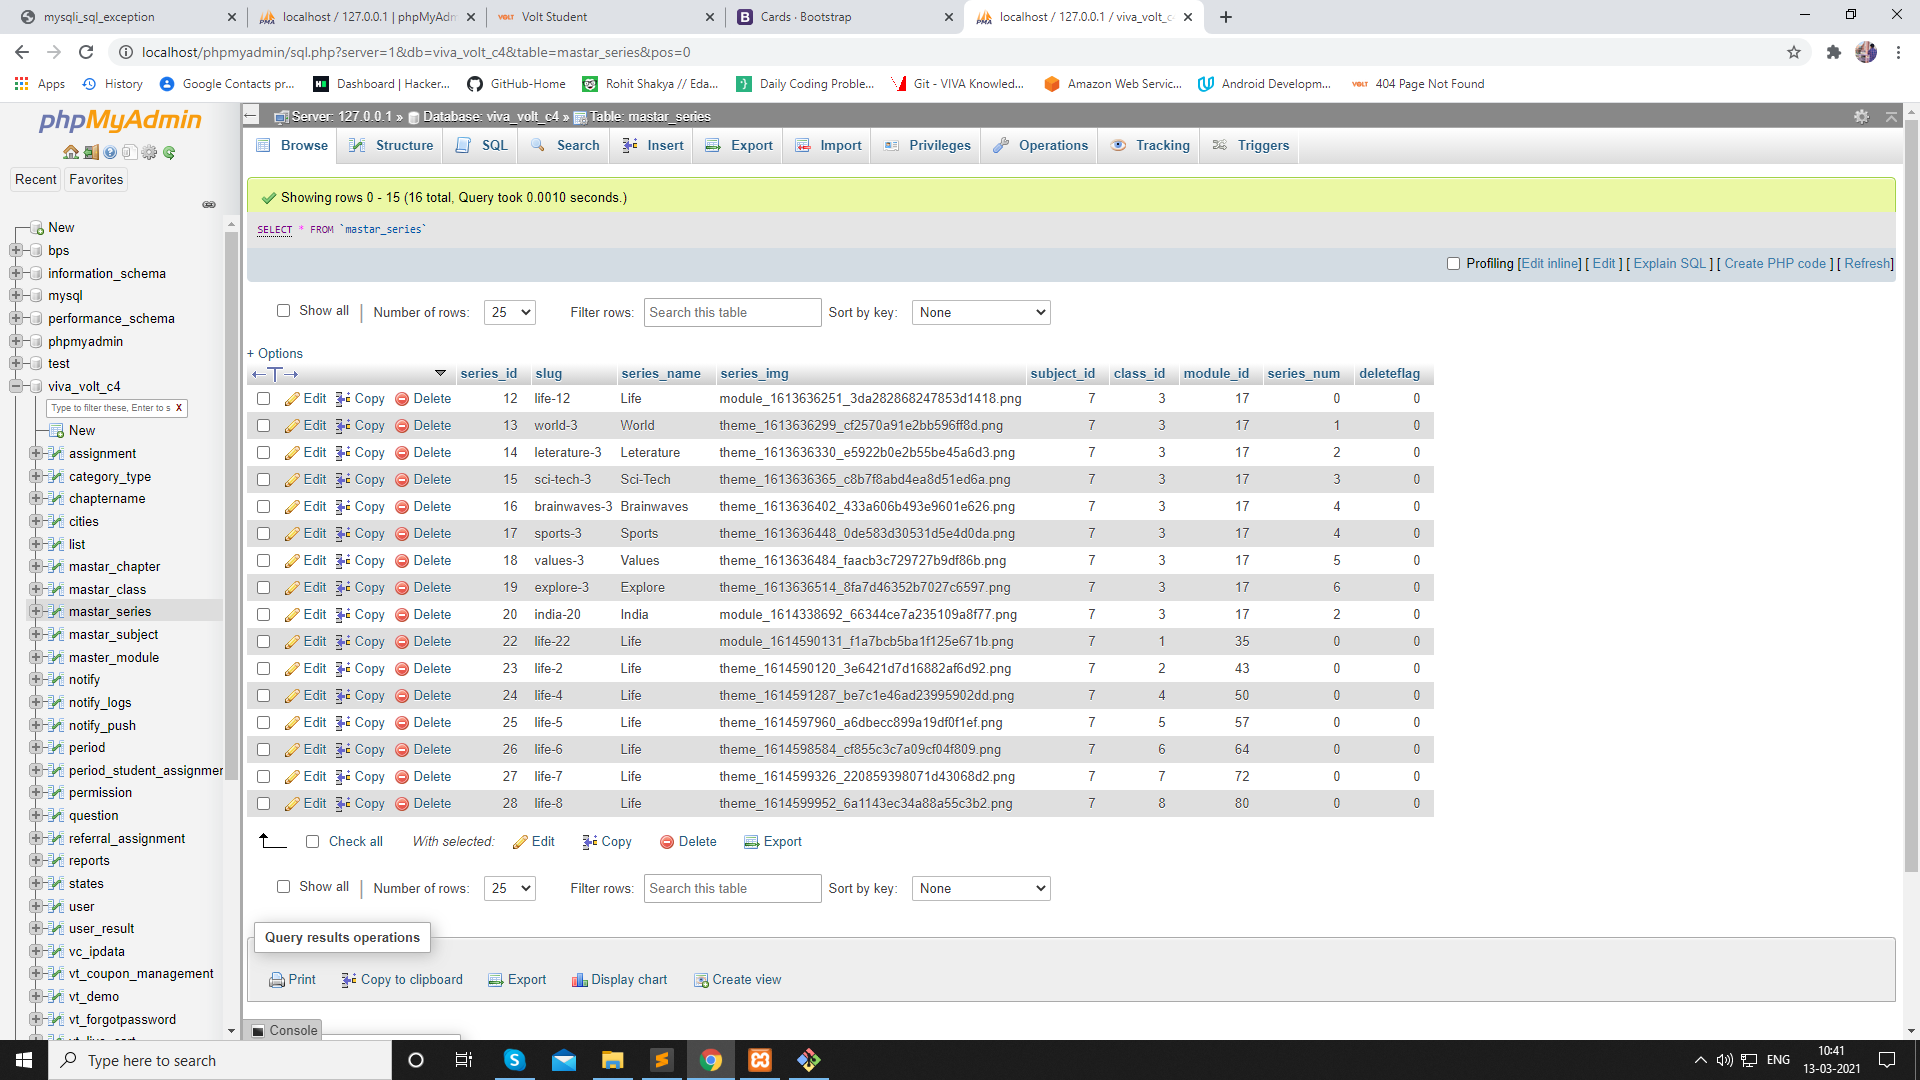 mysqli_sql_exception
localhost / 127.0.0.1 | phpMyAdm
Volt Student
Cards · Bootstrap
localhost / 127.0.0.1 / viva_volt_c
localhost/phpmyadmin/sql.php?server=1&db=viva_volt_c4&table=mastar_series&pos=0
Apps History Google Contacts pr... Dashboard | Hacker... GitHub-Home Rohit Shakya // Eda... Daily Coding Proble... Git - VIVA Knowled... Amazon Web Servic... Android Developm... VOLT 404 Page Not Found
phpMyAdmin
Recent Favorites
New
bps
information_schema
mysql
performance_schema
phpmyadmin
test
viva_volt_c4
Type to filter these, Enter to s X
New
assignment
category_type
chaptername
cities
list
mastar_chapter
mastar_class
mastar_series
mastar_subject
master_module
notify
notify_logs
notify_push
period
period_student_assignmen
permission
question
referral_assignment
reports
states
user
user_result
vc_ipdata
vt_coupon_management
vt_demo
vt_forgotpassword
Server: 127.0.0.1 » Database: viva_volt_c4 » Table: mastar_series
Browse Structure SQL Search Insert Export Import Privileges Operations Tracking Triggers
Showing rows 0 - 15 (16 total, Query took 0.0010 seconds.)
SELECT * FROM `mastar_series`
Profiling [Edit inline] [ Edit ] [ Explain SQL ] [ Create PHP code ] [ Refresh]
Show all | Number of rows: 25 Filter rows: Search this table Sort by key: None
+ Options
←T→ series_id slug series_name series_img subject_id class_id module_id series_num deleteflag
Edit Copy Delete 12 life-12 Life module_1613636251_3da282868247853d1418.png 7 3 17 0 0
Edit Copy Delete 13 world-3 World theme_1613636299_cf2570a91e2bb596ff8d.png 7 3 17 1 0
Edit Copy Delete 14 leterature-3 Leterature theme_1613636330_e5922b0e2b55be45a6d3.png 7 3 17 2 0
Edit Copy Delete 15 sci-tech-3 Sci-Tech theme_1613636365_c8b7f8abd4ea8d51ed6a.png 7 3 17 3 0
Edit Copy Delete 16 brainwaves-3 Brainwaves theme_1613636402_433a606b493e9601e626.png 7 3 17 4 0
Edit Copy Delete 17 sports-3 Sports theme_1613636448_0de583d30531d5e4d0da.png 7 3 17 4 0
Edit Copy Delete 18 values-3 Values theme_1613636484_faacb3c729727b9df86b.png 7 3 17 5 0
Edit Copy Delete 19 explore-3 Explore theme_1613636514_8fa7d46352b7027c6597.png 7 3 17 6 0
Edit Copy Delete 20 india-20 India module_1614338692_66344ce7a235109a8f77.png 7 3 17 2 0
Edit Copy Delete 22 life-22 Life module_1614590131_f1a7bcb5ba1f125e671b.png 7 1 35 0 0
Edit Copy Delete 23 life-2 Life theme_1614590120_3e6421d7d16882af6d92.png 7 2 43 0 0
Edit Copy Delete 24 life-4 Life theme_1614591287_be7c1e46ad23995902dd.png 7 4 50 0 0
Edit Copy Delete 25 life-5 Life theme_1614597960_a6dbecc899a19df0f1ef.png 7 5 57 0 0
Edit Copy Delete 26 life-6 Life theme_1614598584_cf855c3c7a09cf04f809.png 7 6 64 0 0
Edit Copy Delete 27 life-7 Life theme_1614599326_220859398071d43068d2.png 7 7 72 0 0
Edit Copy Delete 28 life-8 Life theme_1614599952_6a1143ec34a88a55c3b2.png 7 8 80 0 0
Check all With selected: Edit Copy Delete Export
Show all | Number of rows: 25 Filter rows: Search this table Sort by key: None
Query results operations
Print Copy to clipboard Export Display chart Create view
Console
Type here to search
ENG
10:41
13-03-2021